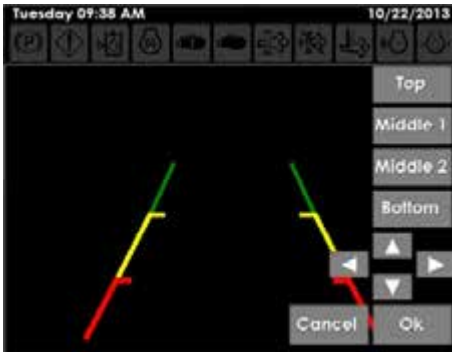 Tuesday 09:38 AM 10/22/2013
Top
Middle 1
Middle 2
Bottom
Cancel Ok